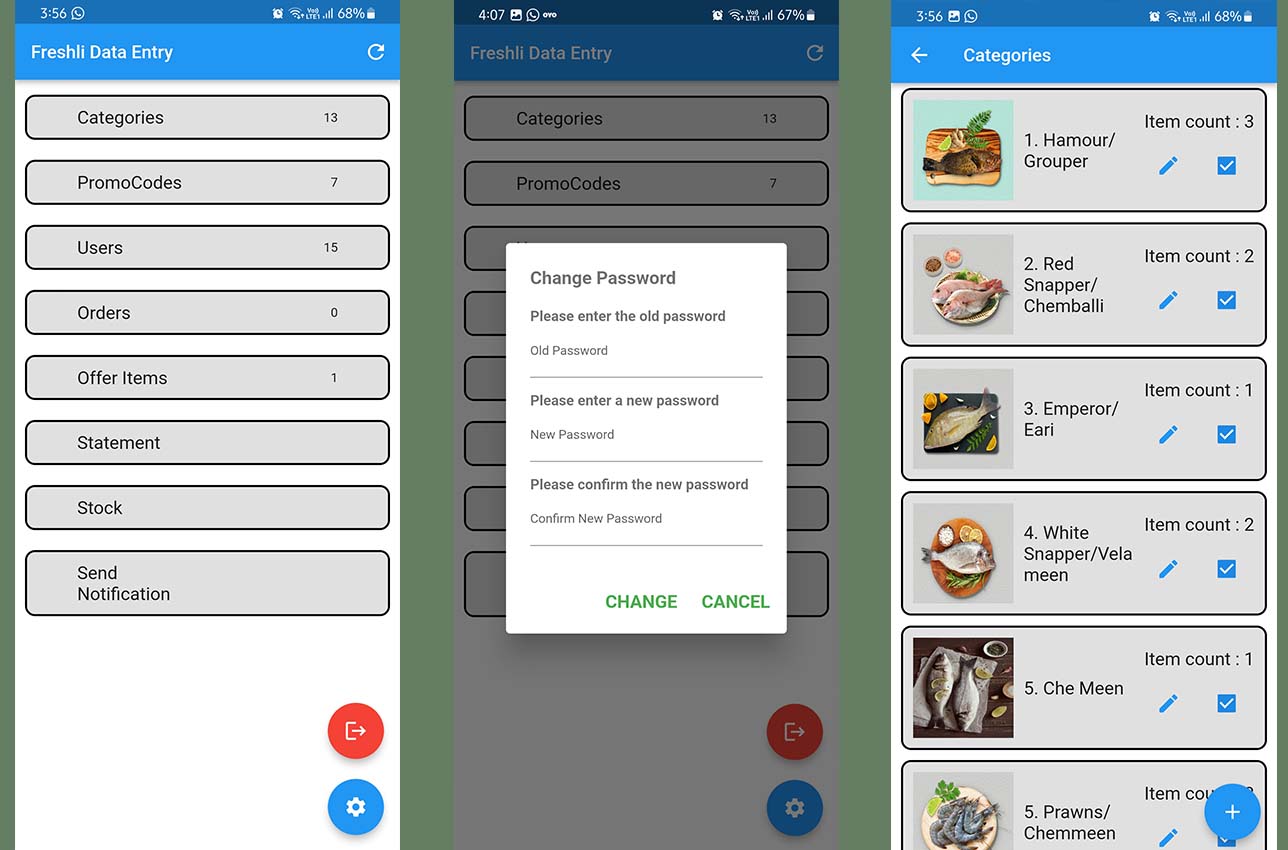 3:56
68%
Freshli Data Entry
Categories 13
PromoCodes 7
Users 15
Orders 0
Offer Items 1
Statement
Stock
Send
Notification
4:07
67%
Freshli Data Entry
Categories 13
PromoCodes 7
Change Password
Please enter the old password
Old Password
Please enter a new password
New Password
Please confirm the new password
Confirm New Password
CHANGE CANCEL
3:56
68%
Categories
Item count : 3
1. Hamour/
Grouper
Item count : 2
2. Red
Snapper/
Chemballi
Item count : 1
3. Emperor/
Eari
Item count : 2
4. White
Snapper/Vela
meen
Item count : 1
5. Che Meen
Item
5. Prawns/
Chemmeen